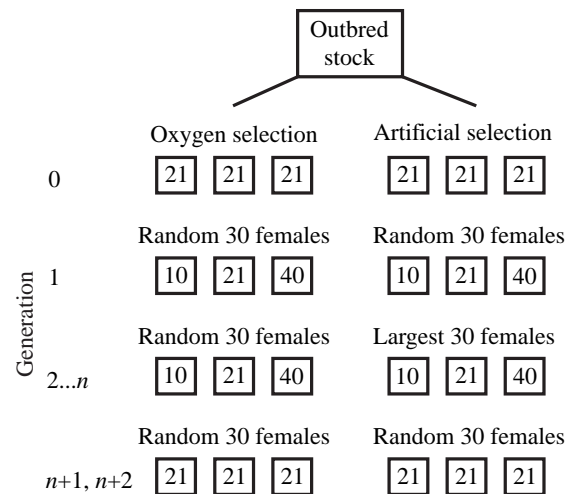 Outbred
stock
Oxygen selection Artificial selection
0 21 21 21 21 21 21
Random 30 females Random 30 females
1 10 21 40 10 21 40
Generation
Random 30 females Largest 30 females
2...n 10 21 40 10 21 40
Random 30 females Random 30 females
n+1, n+2 21 21 21 21 21 21